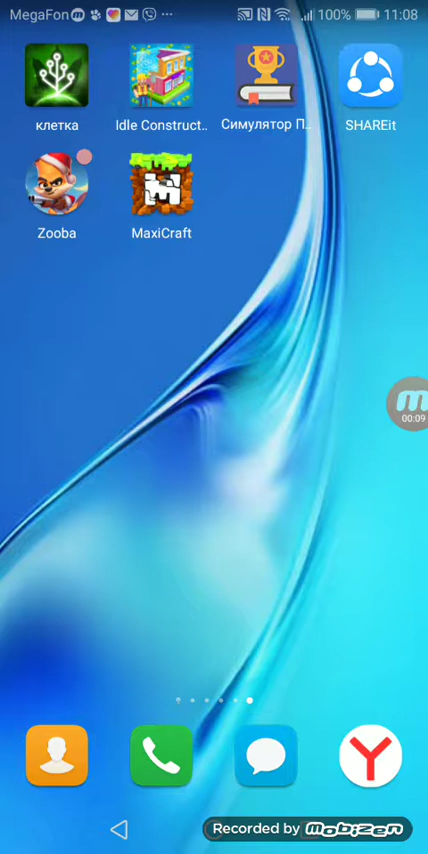 MegaFon 100% 11:08
клетка Idle Construct.. Симулятор П.. SHAREit
Zooba MaxiCraft
00:09
Recorded by mobizen